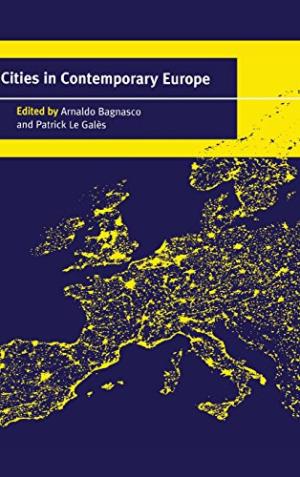 Cities in Contemporary Europe
Edited by Arnaldo Bagnasco
and Patrick Le Galès